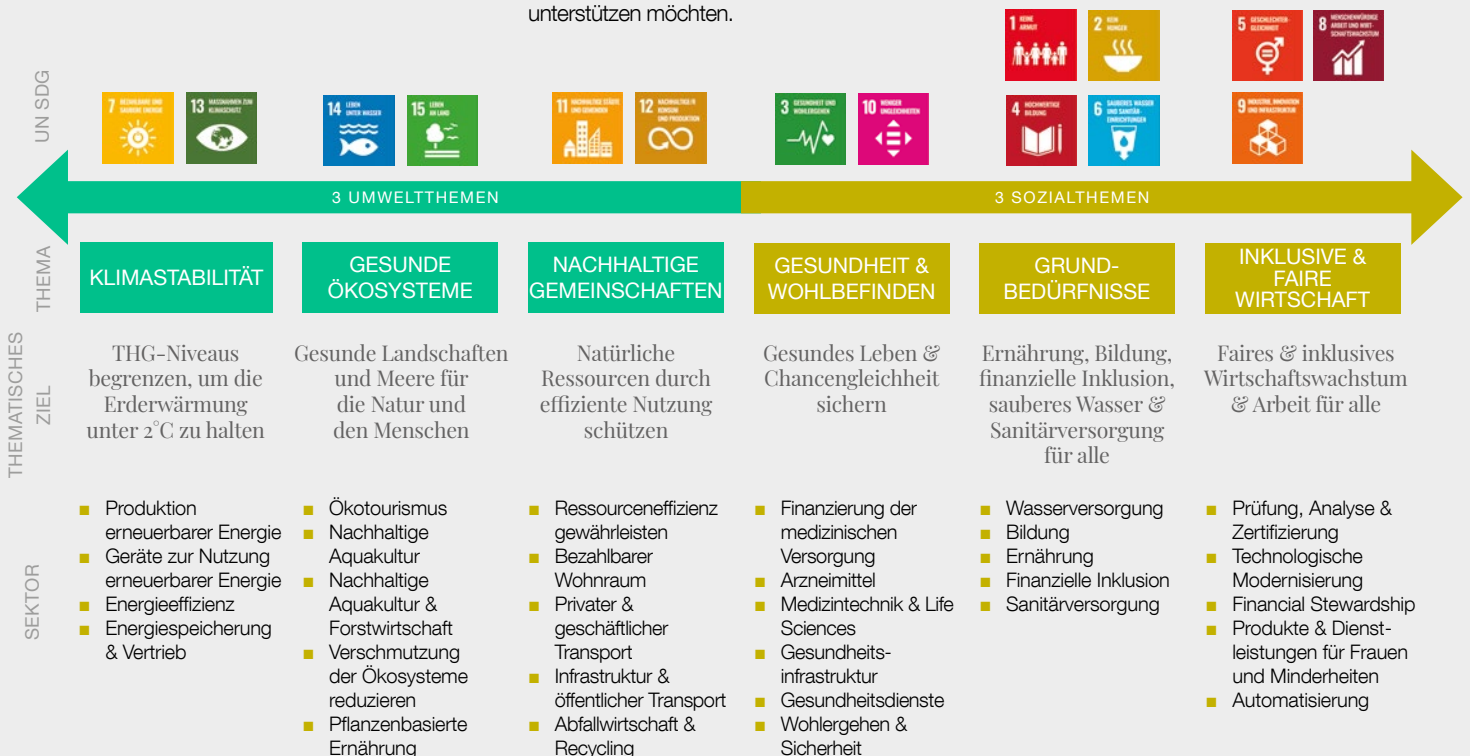 unterstützen möchten.
UN SDG
7 BEZAHLBARE UND
SAUBERE ENERGIE
13 MASSNAHMEN ZUM
KLIMASCHUTZ
14 LEBEN
UNTER WASSER
15 LEBEN
AN LAND
11 NACHHALTIGE STÄDTE
UND GEMEINDEN
12 NACHHALTIGE/R
KONSUM
UND PRODUKTION
3 GESUNDHEIT UND
WOHLERGEHEN
10 WENIGER
UNGLEICHHEITEN
1 KEINE
ARMUT
2 KEIN
HUNGER
4 HOCHWERTIGE
BILDUNG
6 SAUBERES WASSER
UND SANITÄR-
EINRICHTUNGEN
5 GESCHLECHTER-
GLEICHHEIT
8 MENSCHENWÜRDIGE
ARBEIT UND WIRT-
SCHAFTSWACHSTUM
9 INDUSTRIE, INNOVATION
UND INFRASTRUKTUR
3 UMWELTTHEMEN
3 SOZIALTHEMEN
THEMA
KLIMASTABILITÄT
GESUNDE
ÖKOSYSTEME
NACHHALTIGE
GEMEINSCHAFTEN
GESUNDHEIT &
WOHLBEFINDEN
GRUND-
BEDÜRFNISSE
INKLUSIVE &
FAIRE
WIRTSCHAFT
THEMATISCHES
ZIEL
THG-Niveaus
begrenzen, um die
Erderwärmung
unter 2°C zu halten
Gesunde Landschaften
und Meere für
die Natur und
den Menschen
Natürliche
Ressourcen durch
effiziente Nutzung
schützen
Gesundes Leben &
Chancengleichheit
sichern
Ernährung, Bildung,
finanzielle Inklusion,
sauberes Wasser &
Sanitärversorgung
für alle
Faires & inklusives
Wirtschaftswachstum
& Arbeit für alle
SEKTOR
Produktion
erneuerbarer Energie
Geräte zur Nutzung
erneuerbarer Energie
Energieeffizienz
Energiespeicherung
& Vertrieb
Ökotourismus
Nachhaltige
Aquakultur
Nachhaltige
Aquakultur &
Forstwirtschaft
Verschmutzung
der Ökosysteme
reduzieren
Pflanzenbasierte
Ernährung
Ressourceneffizienz
gewährleisten
Bezahlbarer
Wohnraum
Privater &
geschäftlicher
Transport
Infrastruktur &
öffentlicher Transport
Abfallwirtschaft &
Recycling
Finanzierung der
medizinischen
Versorgung
Arzneimittel
Medizintechnik & Life
Sciences
Gesundheits-
infrastruktur
Gesundheitsdienste
Wohlergehen &
Sicherheit
Wasserversorgung
Bildung
Ernährung
Finanzielle Inklusion
Sanitärversorgung
Prüfung, Analyse &
Zertifizierung
Technologische
Modernisierung
Financial Stewardship
Produkte & Dienst-
leistungen für Frauen
und Minderheiten
Automatisierung